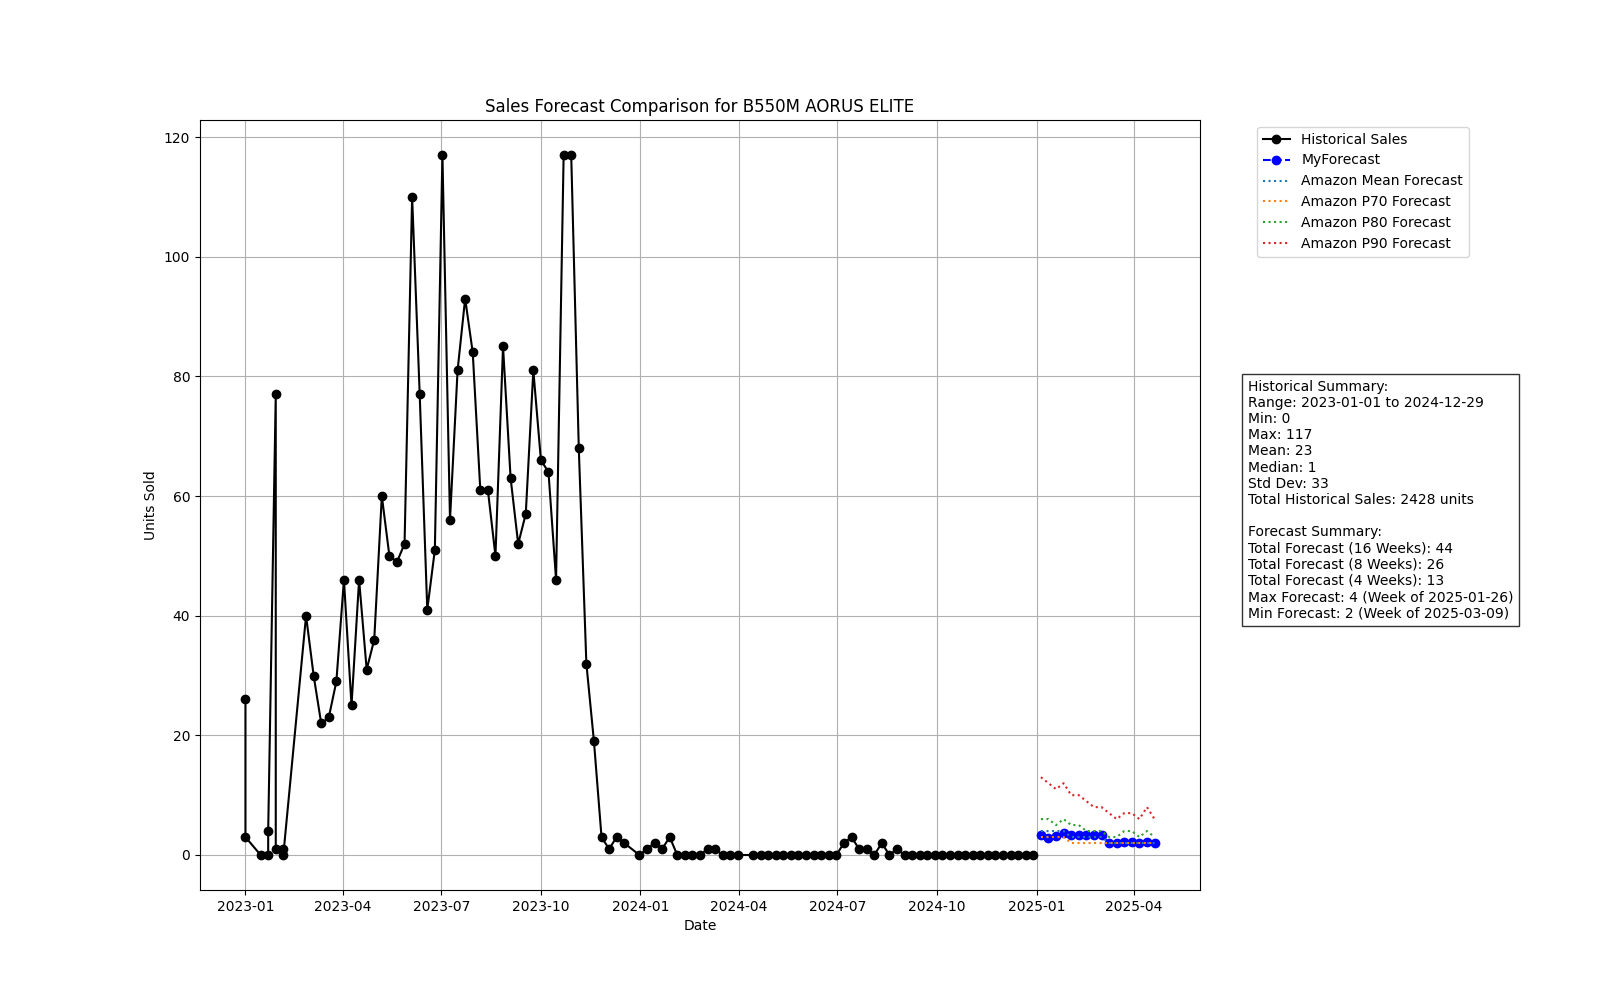 Sales Forecast Comparison for B550M AORUS ELITE
Units Sold
120
100
80
60
40
20
0
2023-01
2023-04
2023-07
2023-10
2024-01
2024-04
2024-07
2024-10
2025-01
2025-04
Date
Historical Sales
MyForecast
Amazon Mean Forecast
Amazon P70 Forecast
Amazon P80 Forecast
Amazon P90 Forecast
Historical Summary:
Range: 2023-01-01 to 2024-12-29
Min: 0
Max: 117
Mean: 23
Median: 1
Std Dev: 33
Total Historical Sales: 2428 units
Forecast Summary:
Total Forecast (16 Weeks): 44
Total Forecast (8 Weeks): 26
Total Forecast (4 Weeks): 13
Max Forecast: 4 (Week of 2025-01-26)
Min Forecast: 2 (Week of 2025-03-09)